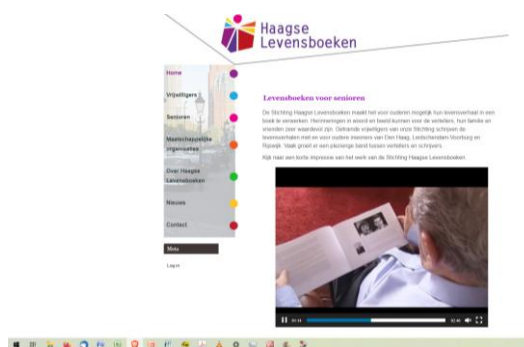 Haagse
Levensboeken
Home
Vrijwilligers
Senioren
Maatschappelijke
organisaties
Over Haagse
Levensboeken
Nieuws
Contact
Meta
Log in
Levensboeken voor senioren
De Stichting Haagse Levensboeken maakt het voor ouderen mogelijk hun levensverhaal in een
boek te verwerken. Herinneringen in woord en beeld kunnen voor de vertellers, hun familie en
vrienden zeer waardevol zijn. Getrainde vrijwilligers van onze Stichting schrijven de
levensverhalen met en voor oudere inwoners van Den Haag, Leidschendam-Voorburg en
Rijswijk. Vaak groeit er een plezierige band tussen vertellers en schrijvers.
Kijk naar een korte impressie van het werk van de Stichting Haagse Levensboeken